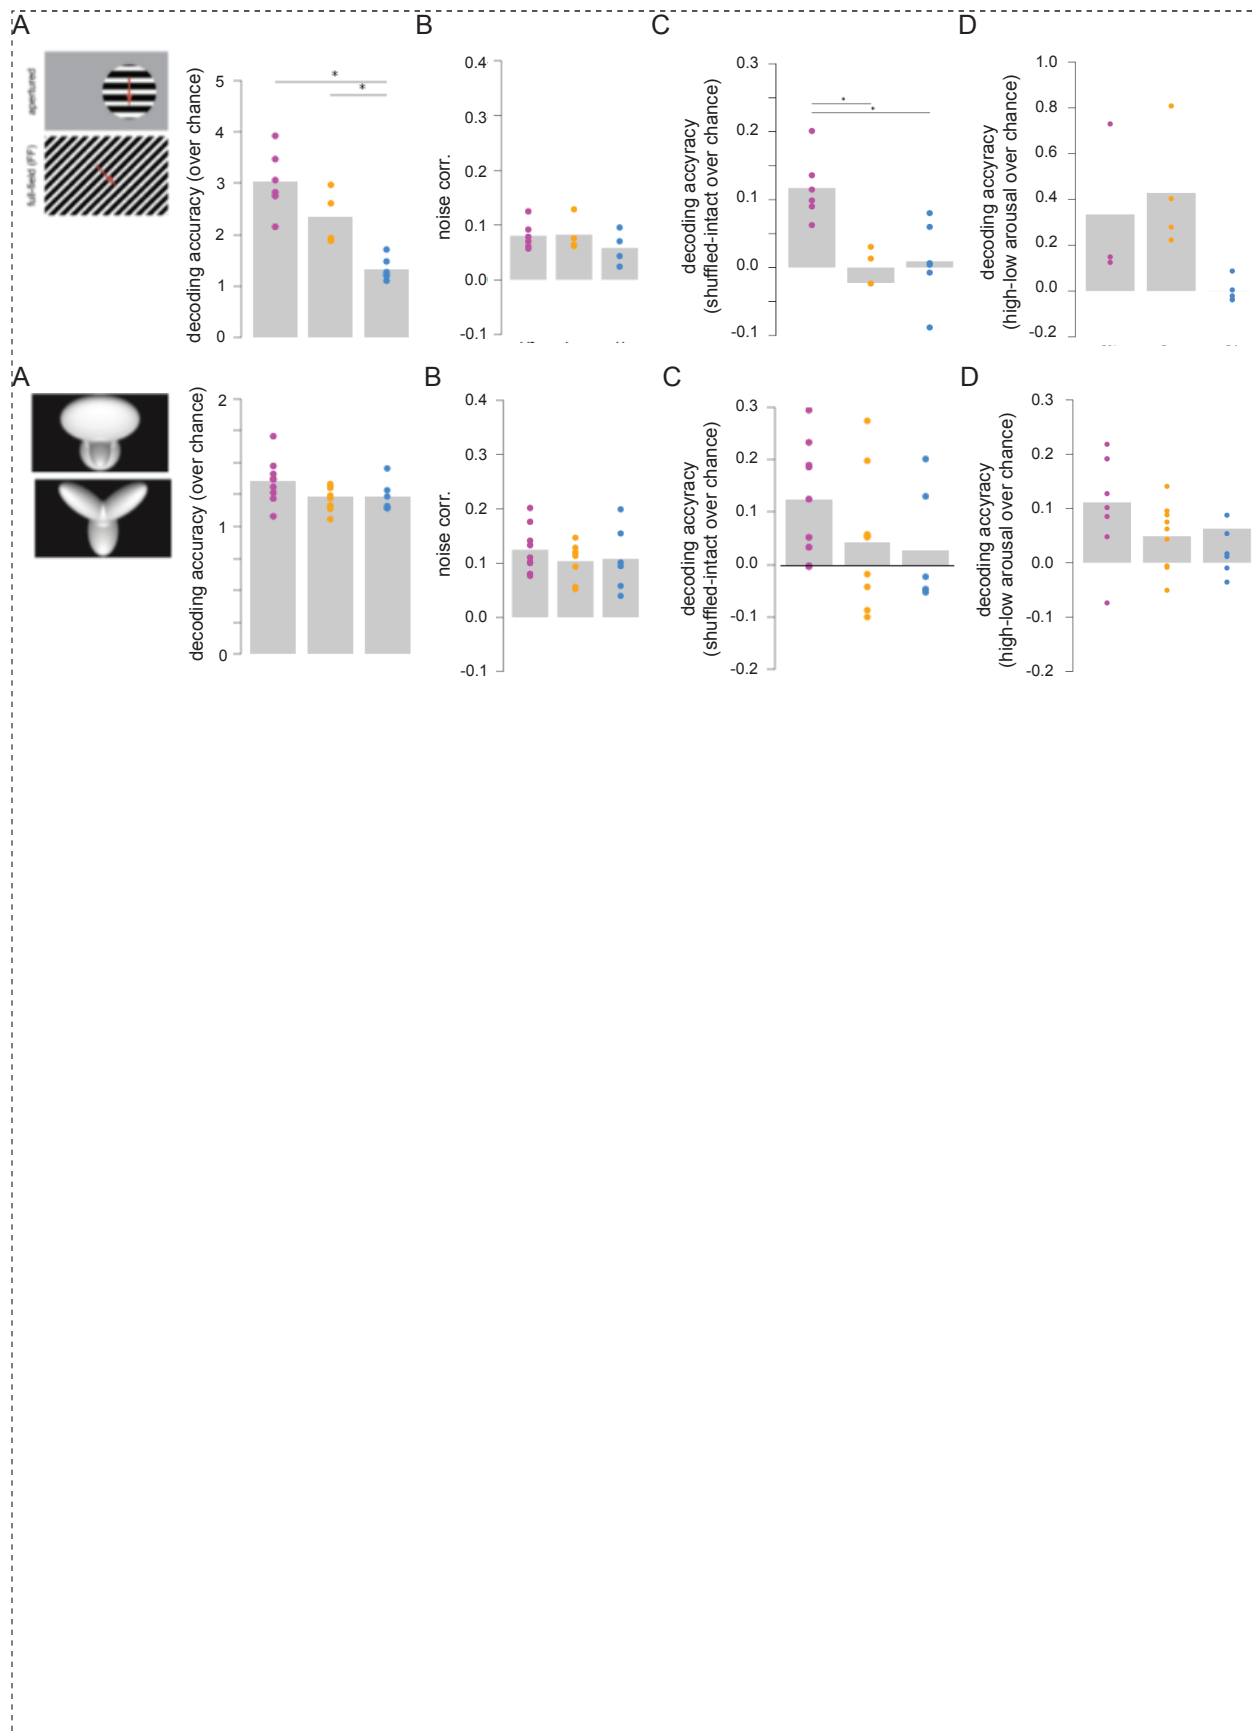 A
B
C
D
apertured
full-field (FF)
decoding accuracy (over chance)
5
4
3
2
1
0
*
*
noise corr.
0.4
0.3
0.2
0.1
0.0
-0.1
decoding accyracy
(shuffled-intact over chance)
0.3
0.2
0.1
0.0
-0.1
*
*
decoding accyracy
(high-low arousal over chance)
1.0
0.8
0.6
0.4
0.2
0.0
-0.2
A
B
C
D
decoding accuracy (over chance)
2
1
0
noise corr.
0.4
0.3
0.2
0.1
0.0
-0.1
decoding accyracy
(shuffled-intact over chance)
0.3
0.2
0.1
0.0
-0.1
-0.2
decoding accyracy
(high-low arousal over chance)
0.3
0.2
0.1
0.0
-0.1
-0.2